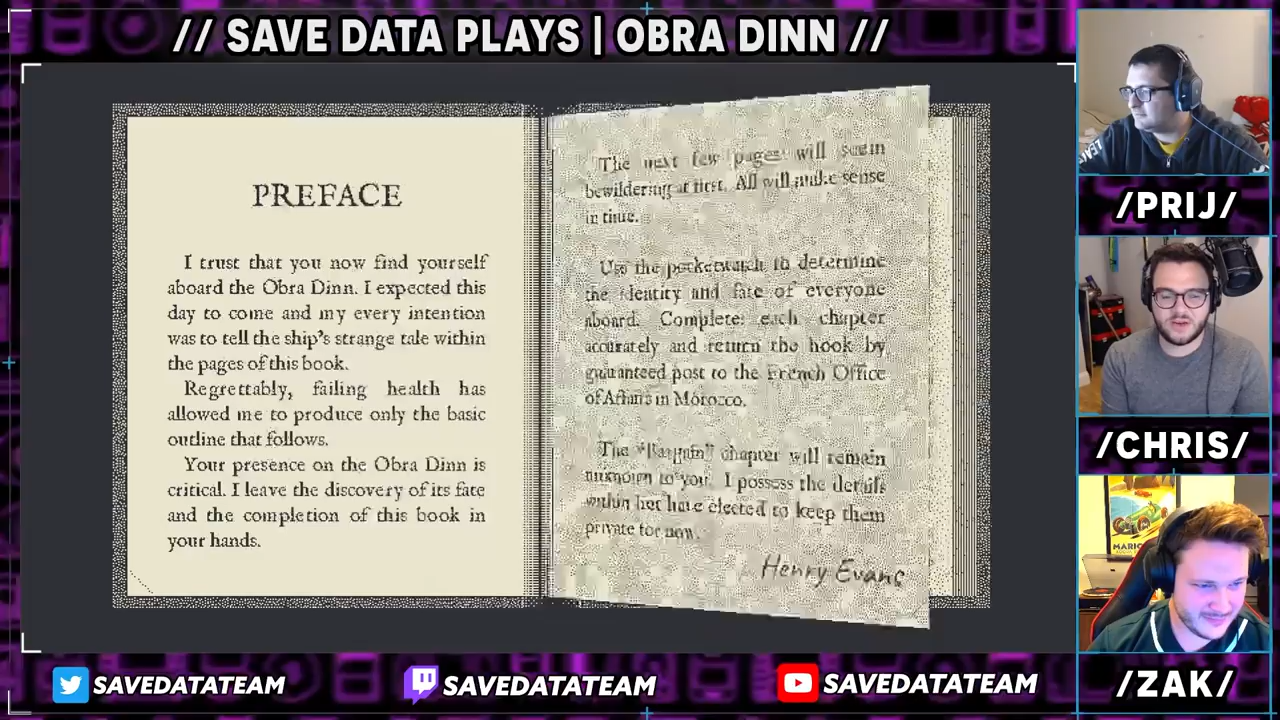 // SAVE DATA PLAYS | OBRA DINN //
PREFACE
I trust that you now find yourself
aboard the Obra Dinn. I expected this
day to come and my every intention
was to tell the ship's strange tale within
the pages of this book.
Regrettably, failing health has
allowed me to produce only the basic
outline that follows.
Your presence on the Obra Dinn is
critical. I leave the discovery of its fate
and the completion of this book in
your hands.
The next few pages will seem
bewildering at first. All will make sense
in time.
Use the pocketwatch to determine
the identity and fate of everyone
aboard. Complete each chapter
accurately and return the book by
guaranteed post to the French Office
of Affairs in Morocco.
The "Bargain" chapter will remain
unknown to you. I possess the details
within but have elected to keep them
private for now.
Henry Evans
/PRIJ/
/CHRIS/
MARIO
/ZAK/
SAVEDATATEAM
SAVEDATATEAM
SAVEDATATEAM